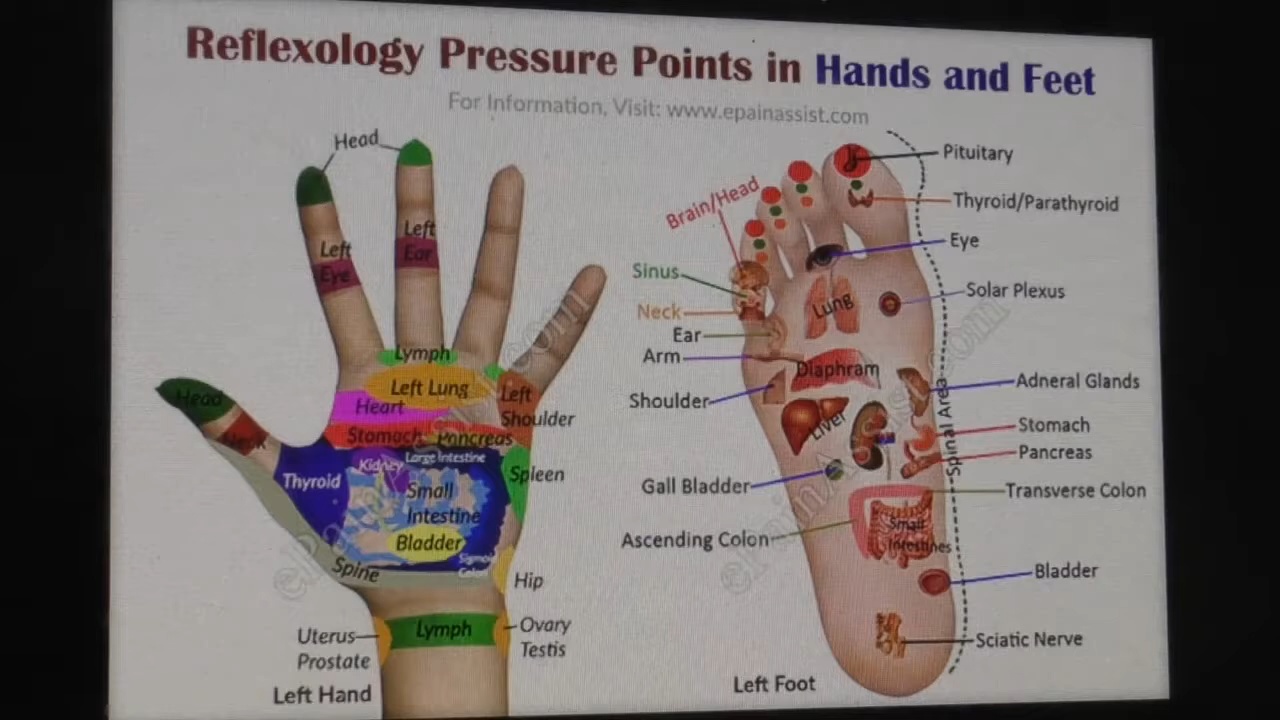 Reflexology Pressure Points in Hands and Feet
For Information, Visit: www.epainassist.com
Head
Left
Eye
Left
Ear
Lymph
Left Lung
Heart
Left
Shoulder
Stomach
Pancreas
Head
Neck
Thyroid
Kidney
Large Intestine
Small
Intestine
Spleen
Bladder
Spine
Hip
Lymph
Uterus
Prostate
Ovary
Testis
Left Hand
Brain/Head
Sinus
Neck
Ear
Arm
Shoulder
Gall Bladder
Ascending Colon
Lung
Diaphram
Liver
Small
Intestines
Pituitary
Thyroid/Parathyroid
Eye
Solar Plexus
Adneral Glands
Stomach
Pancreas
Spinal Area
Transverse Colon
Bladder
Sciatic Nerve
Left Foot